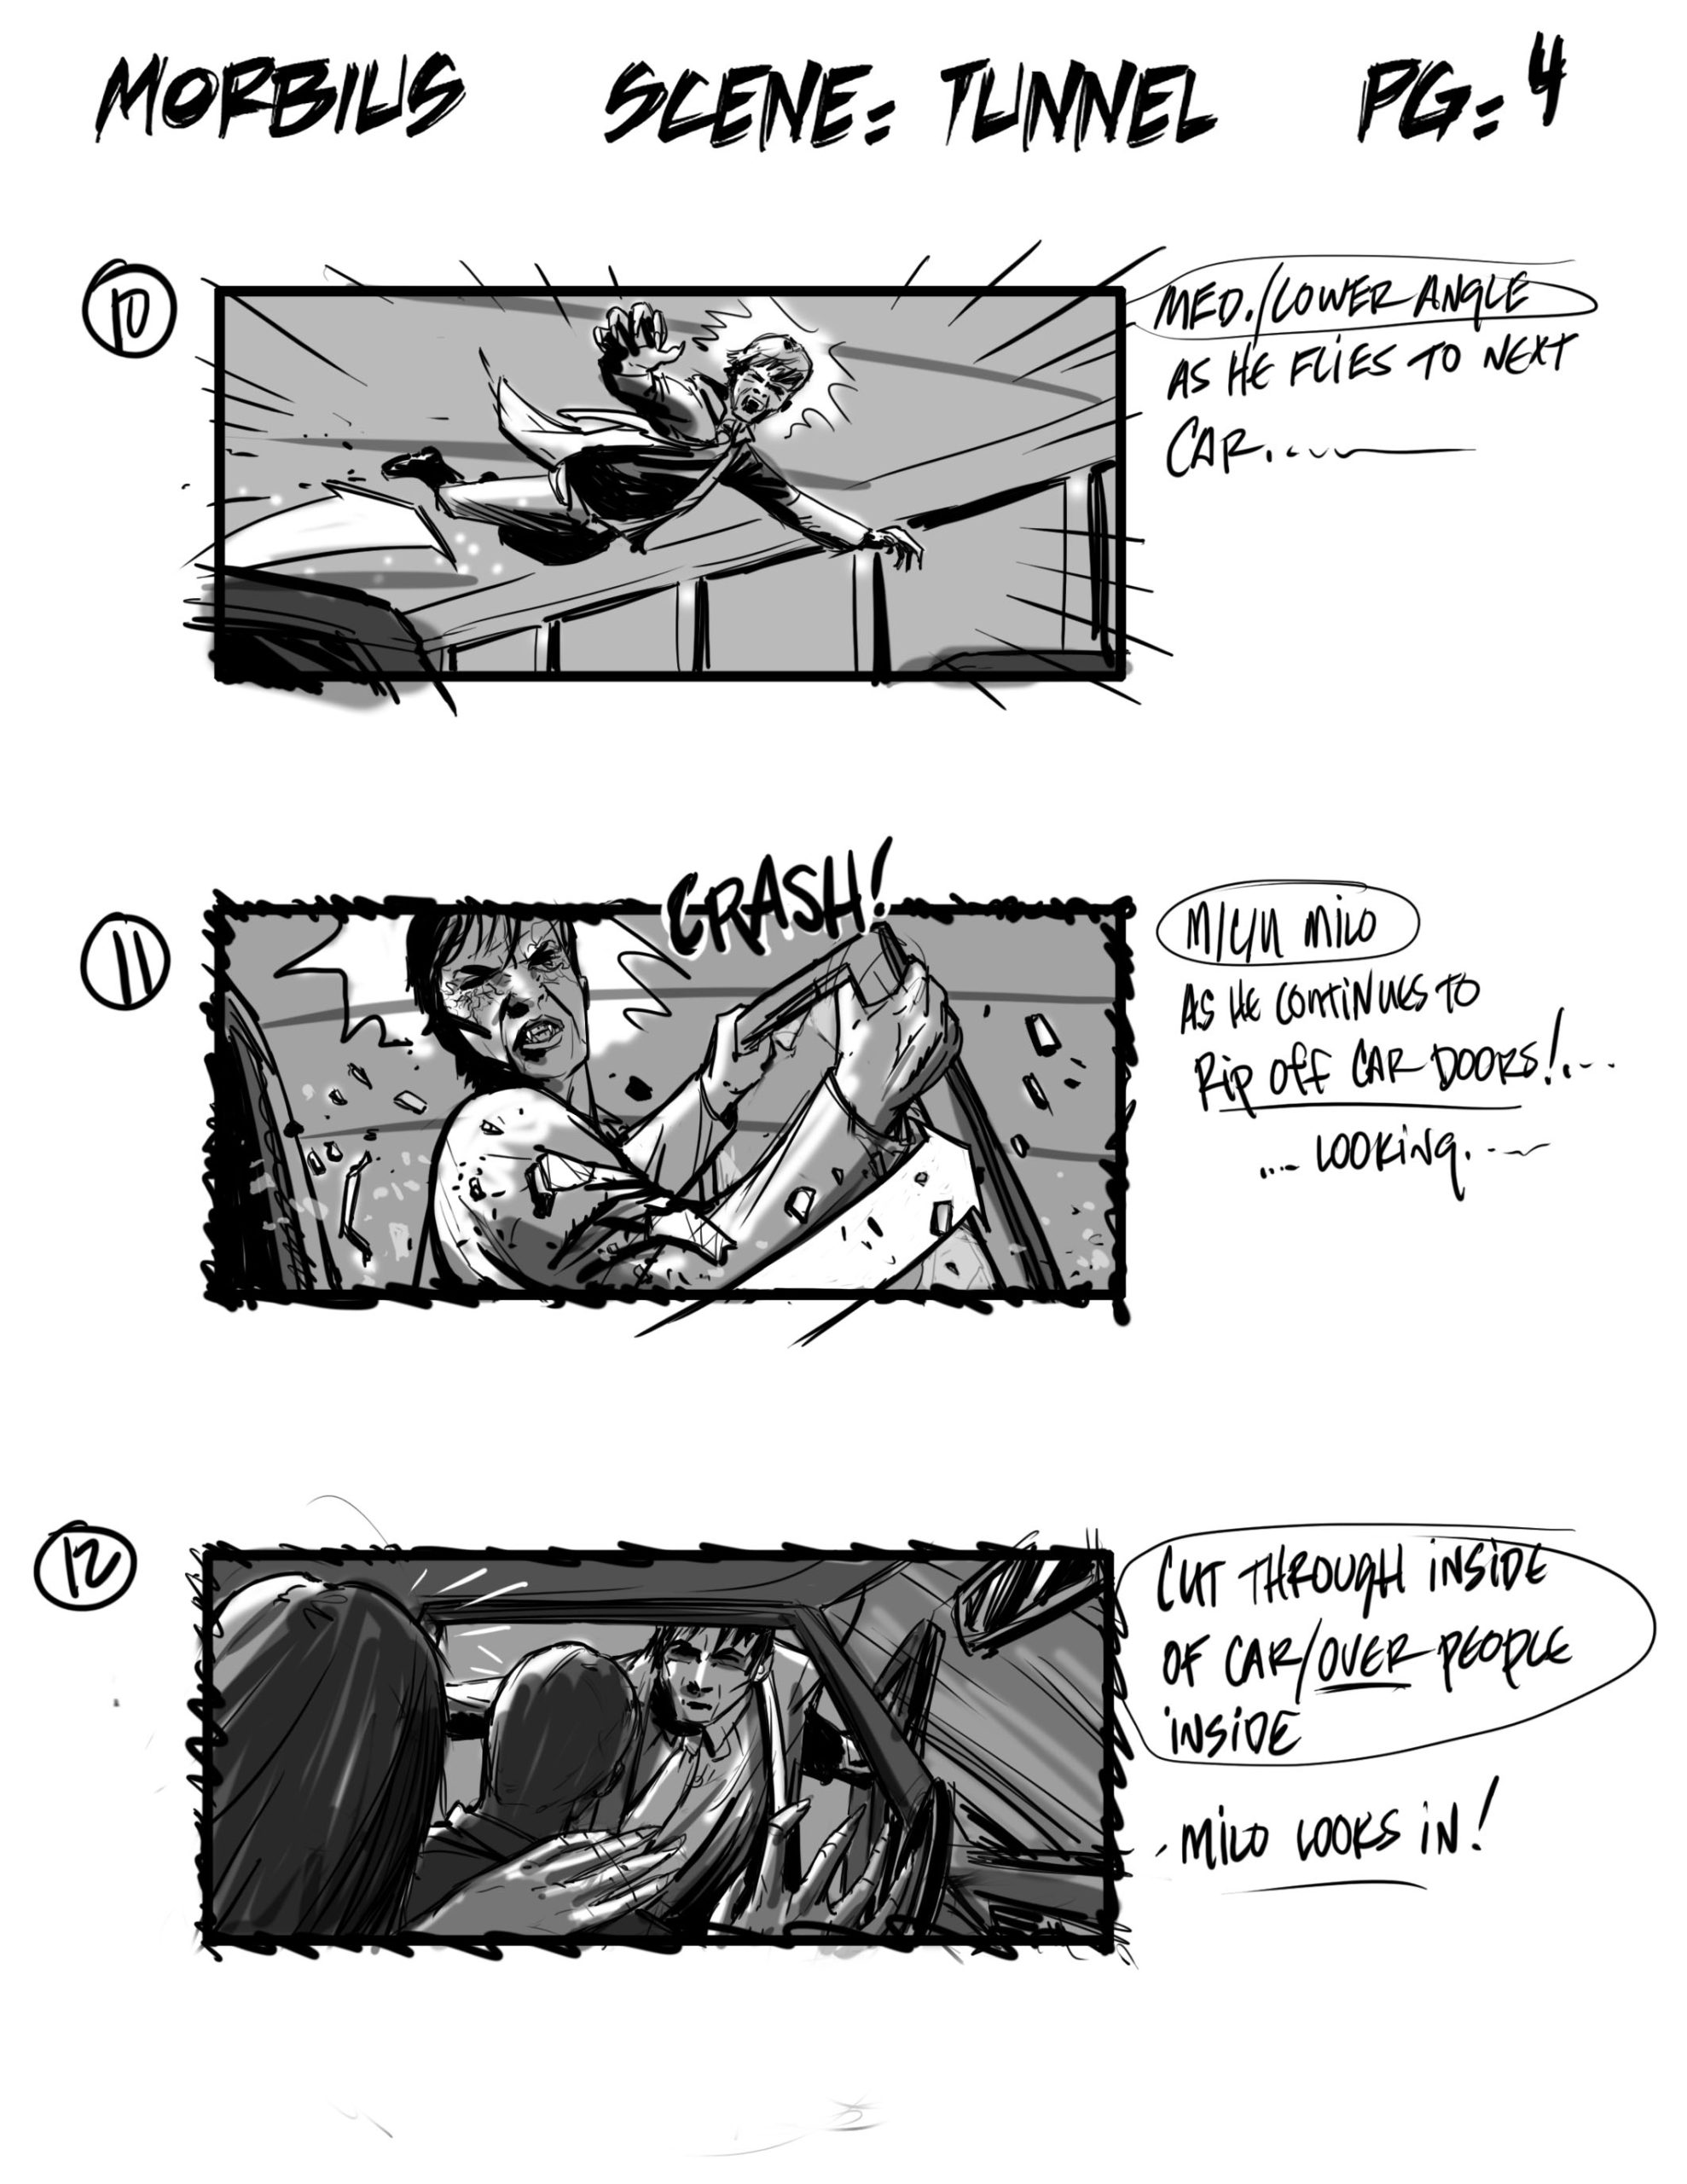 MORBIUS SCENE: TUNNEL PG: 4
10
MED./LOWER ANGLE
AS HE FLIES TO NEXT
CAR....
CRASH!
11
M/C/U MILO
AS HE CONTINUES TO
RIP OFF CAR DOORS!...
.... LOOKING....
12
CUT THROUGH INSIDE
OF CAR/OVER PEOPLE
INSIDE
. MILO LOOKS IN!